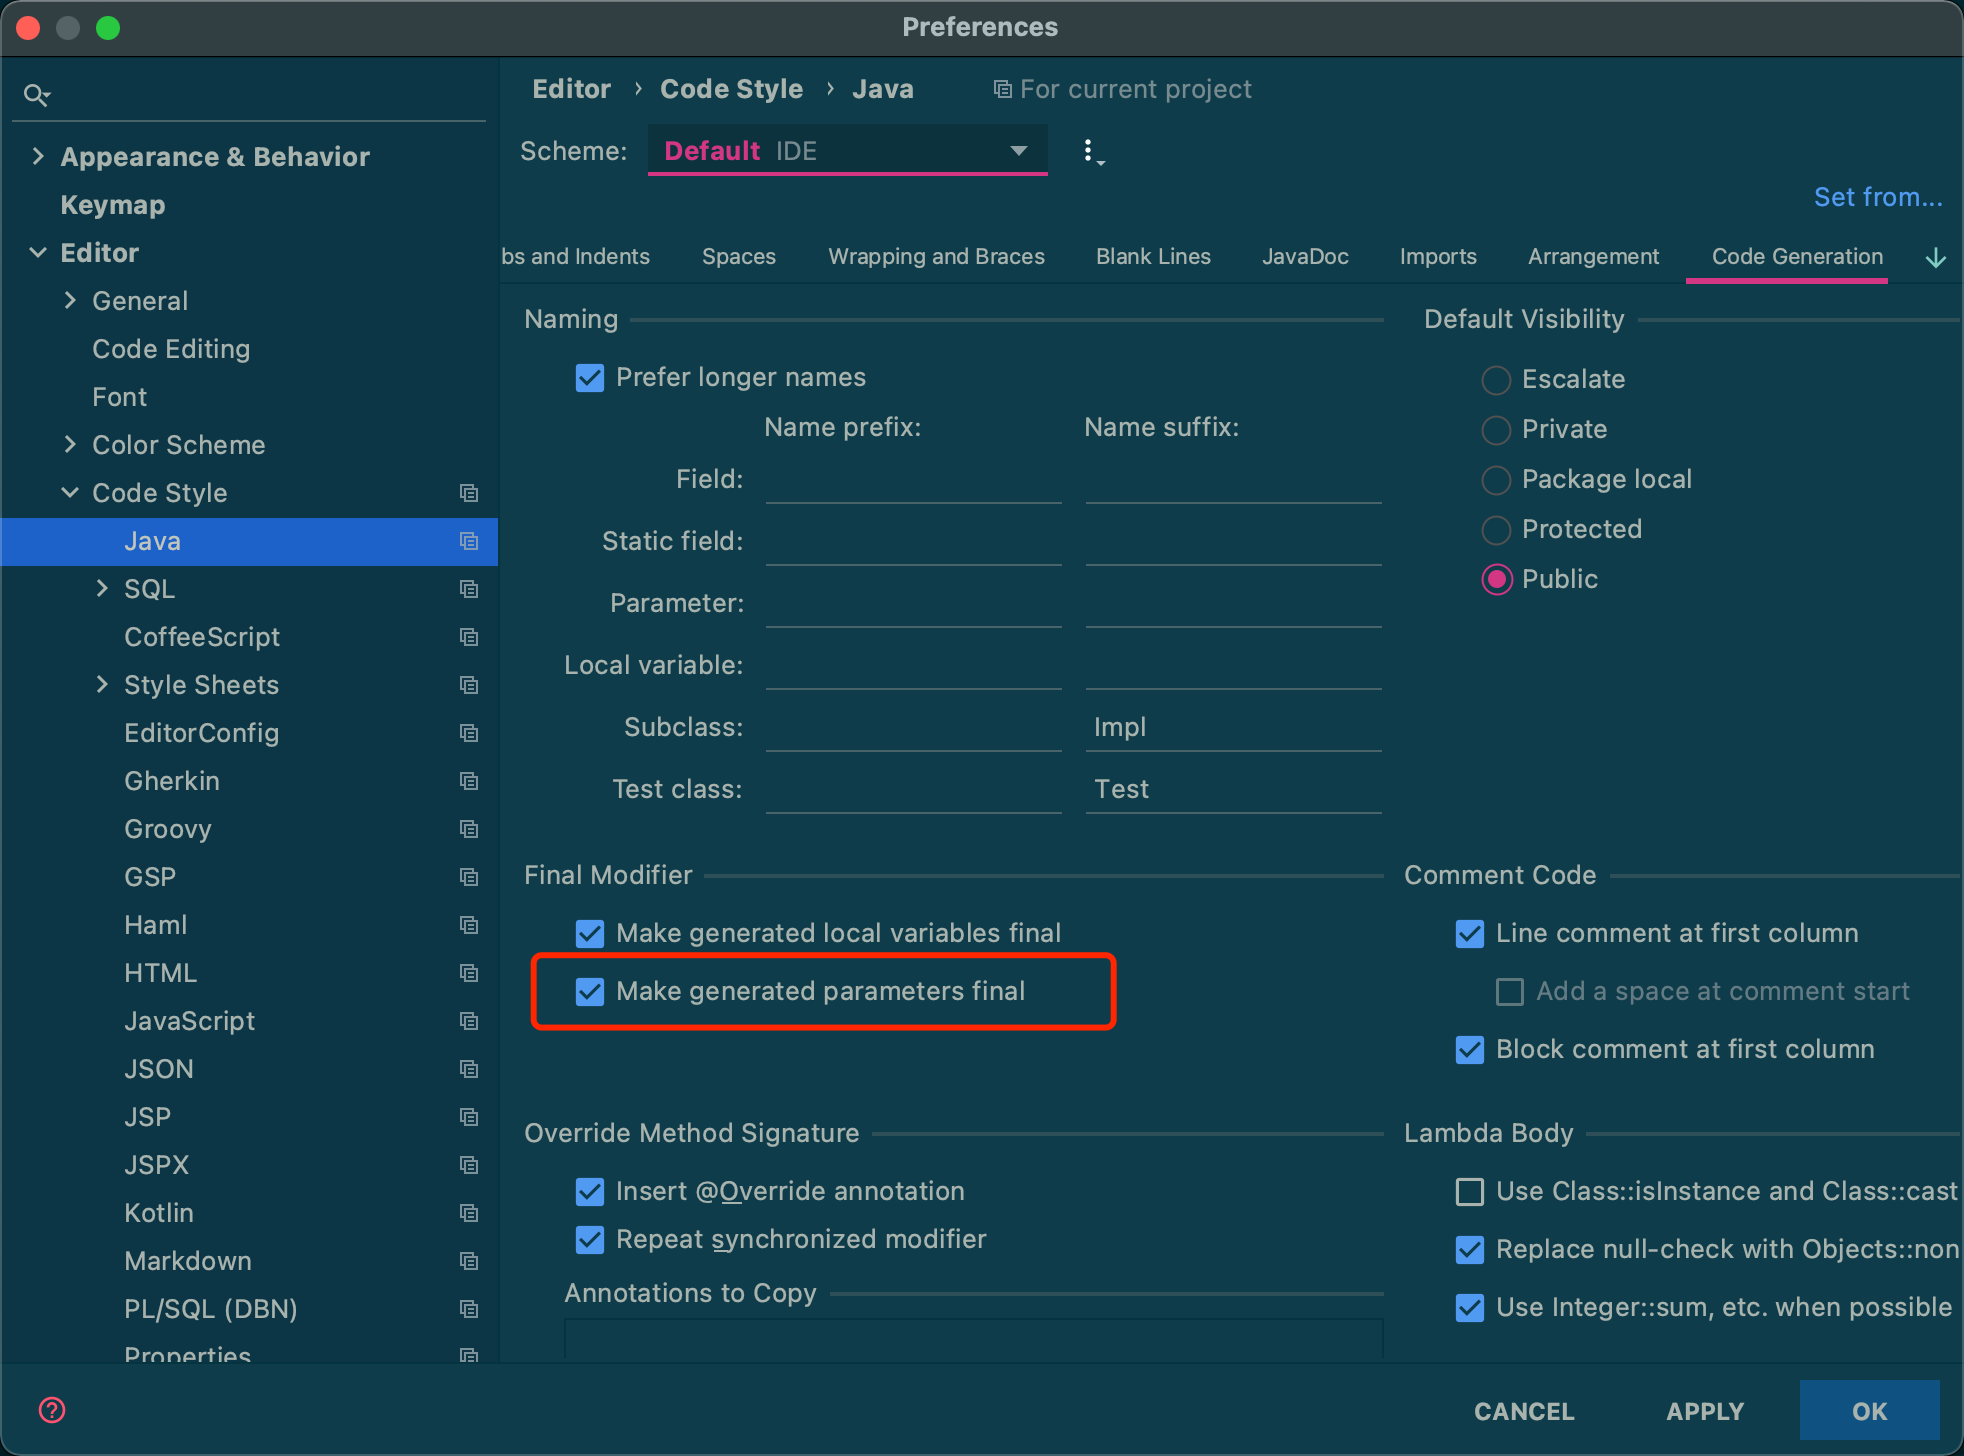 Preferences
Appearance & Behavior
Keymap
Editor
General
Code Editing
Font
Color Scheme
Code Style
Java
SQL
CoffeeScript
Style Sheets
EditorConfig
Gherkin
Groovy
GSP
Haml
HTML
JavaScript
JSON
JSP
JSPX
Kotlin
Markdown
PL/SQL (DBN)
Properties
Editor › Code Style › Java For current project
Scheme: Default IDE
Set from...
bs and Indents Spaces Wrapping and Braces Blank Lines JavaDoc Imports Arrangement Code Generation
Naming
Prefer longer names
Name prefix: Name suffix:
Field:
Static field:
Parameter:
Local variable:
Subclass: Impl
Test class: Test
Default Visibility
Escalate
Private
Package local
Protected
Public
Final Modifier
Make generated local variables final
Make generated parameters final
Comment Code
Line comment at first column
Add a space at comment start
Block comment at first column
Override Method Signature
Insert @Override annotation
Repeat synchronized modifier
Annotations to Copy
Lambda Body
Use Class::isInstance and Class::cast
Replace null-check with Objects::non
Use Integer::sum, etc. when possible
?
CANCEL APPLY OK